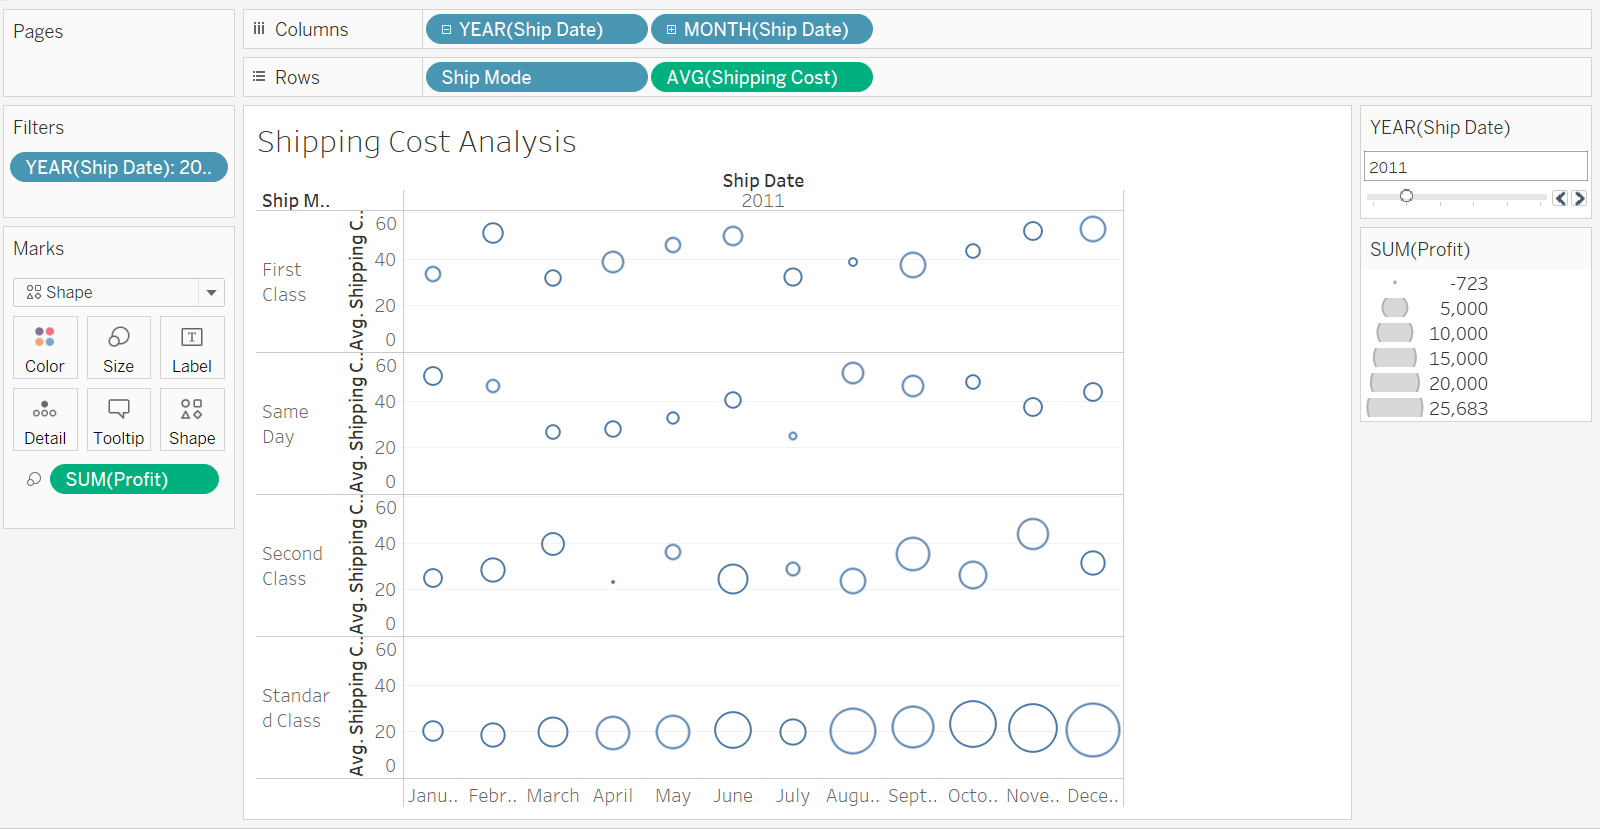 Pages
Columns
YEAR(Ship Date)
MONTH(Ship Date)
Rows
Ship Mode
AVG(Shipping Cost)
Filters
YEAR(Ship Date): 20..
Marks
Shape
Color
Size
Label
Detail
Tooltip
Shape
SUM(Profit)
Shipping Cost Analysis
Ship Date
Ship M..
2011
First
Class
Avg. Shipping C..
60
40
20
0
Same
Day
Avg. Shipping C..
60
40
20
0
Second
Class
Avg. Shipping C..
60
40
20
0
Standar
d Class
Avg. Shipping C..
60
40
20
0
Janu.. Febr.. March April May June July Augu.. Sept.. Octo.. Nove.. Dece..
YEAR(Ship Date)
2011
SUM(Profit)
-723
5,000
10,000
15,000
20,000
25,683